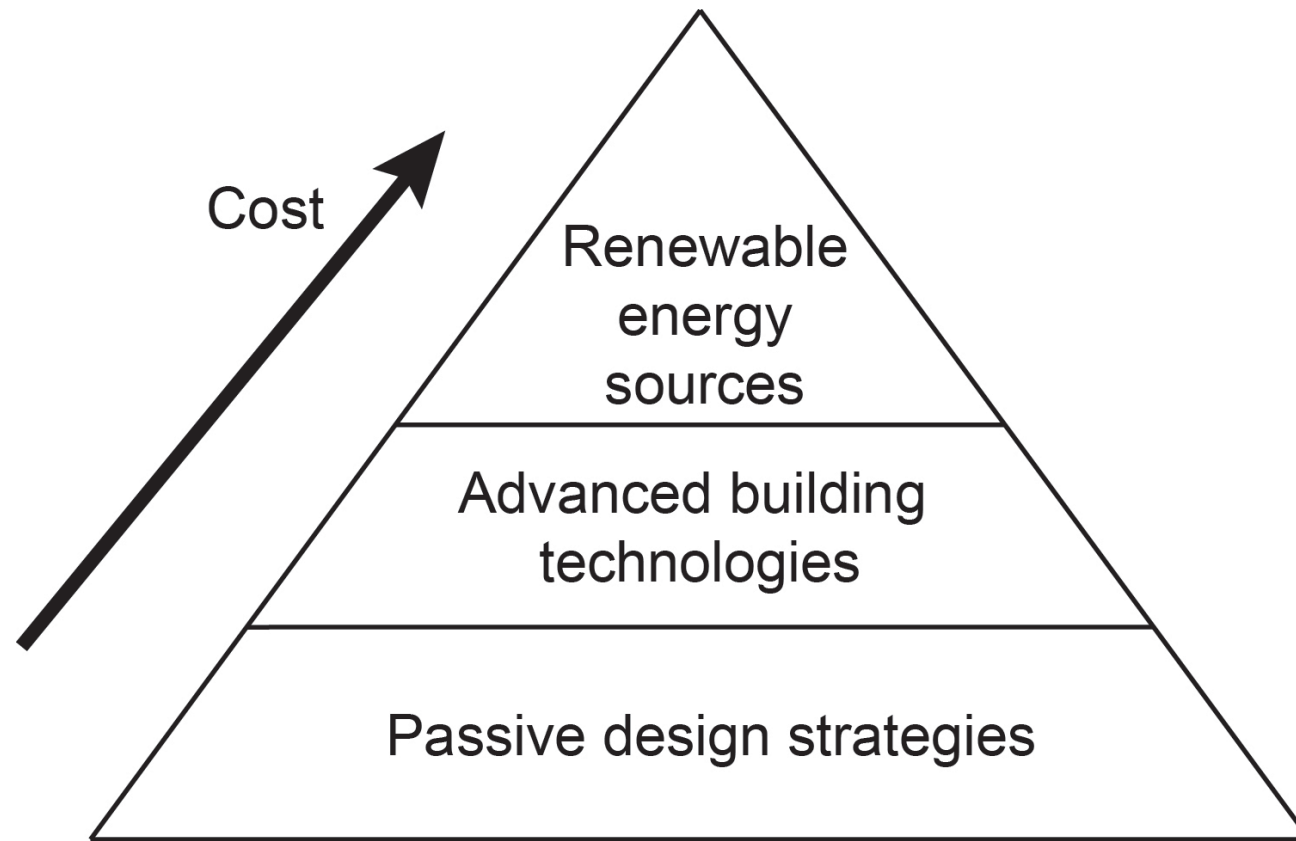 Cost
Renewable
energy
sources
Advanced building
technologies
Passive design strategies